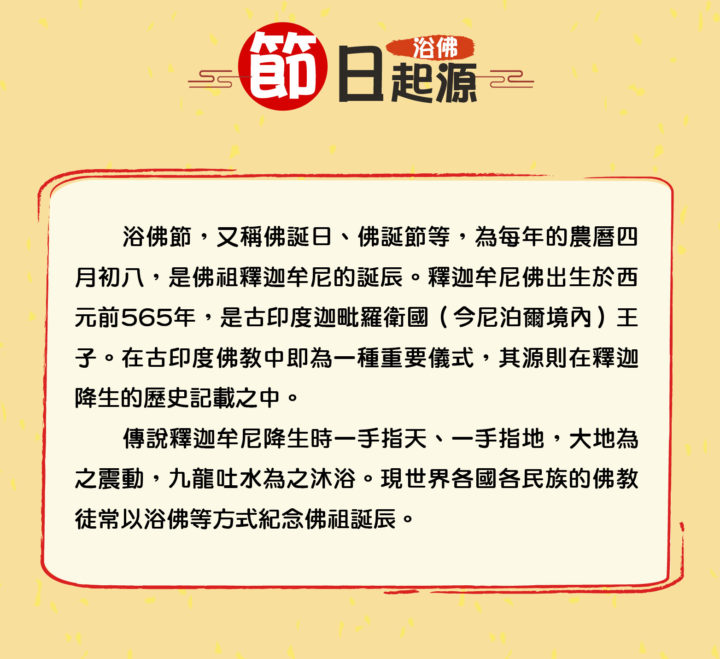 節日起源
浴佛
浴佛節，又稱佛誕日、佛誕節等，為每年的農曆四
月初八，是佛祖釋迦牟尼的誕辰。釋迦牟尼佛出生於西
元前565年，是古印度迦毗羅衛國（今尼泊爾境內）王
子。在古印度佛教中即為一種重要儀式，其源則在釋迦
降生的歷史記載之中。
傳說釋迦牟尼降生時一手指天、一手指地，大地為
之震動，九龍吐水為之沐浴。現世界各國各民族的佛教
徒常以浴佛等方式紀念佛祖誕辰。